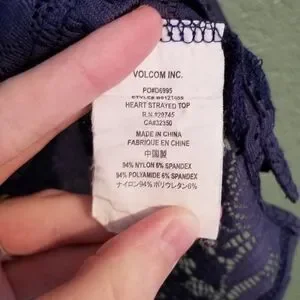 VOLCOM INC.
PO#D6995
HEART STRAYED TOP
R.N.#29745
CA#32350
MADE IN CHINA
FABRIQUE EN CHINE
中国製
94% NYLON 6% SPANDEX
94% POLYAMIDE 6% SPANDEX
ナイロン94% ポリウレタン6%